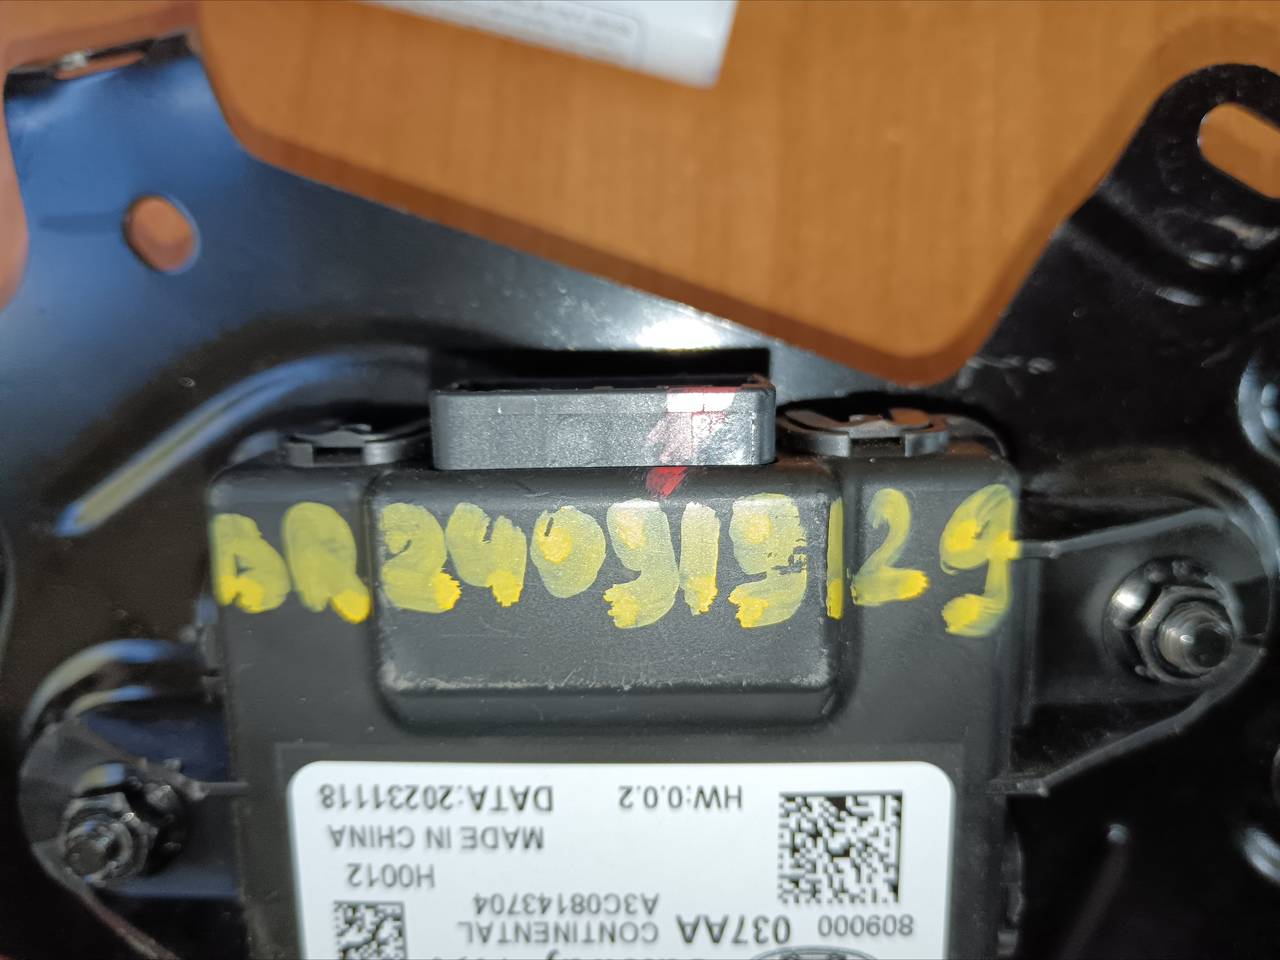 AR240919129
809000 037AA CONTINENTAL
A3C08143704
H0012
MADE IN CHINA
HW:0.0.2 DATA:20231118